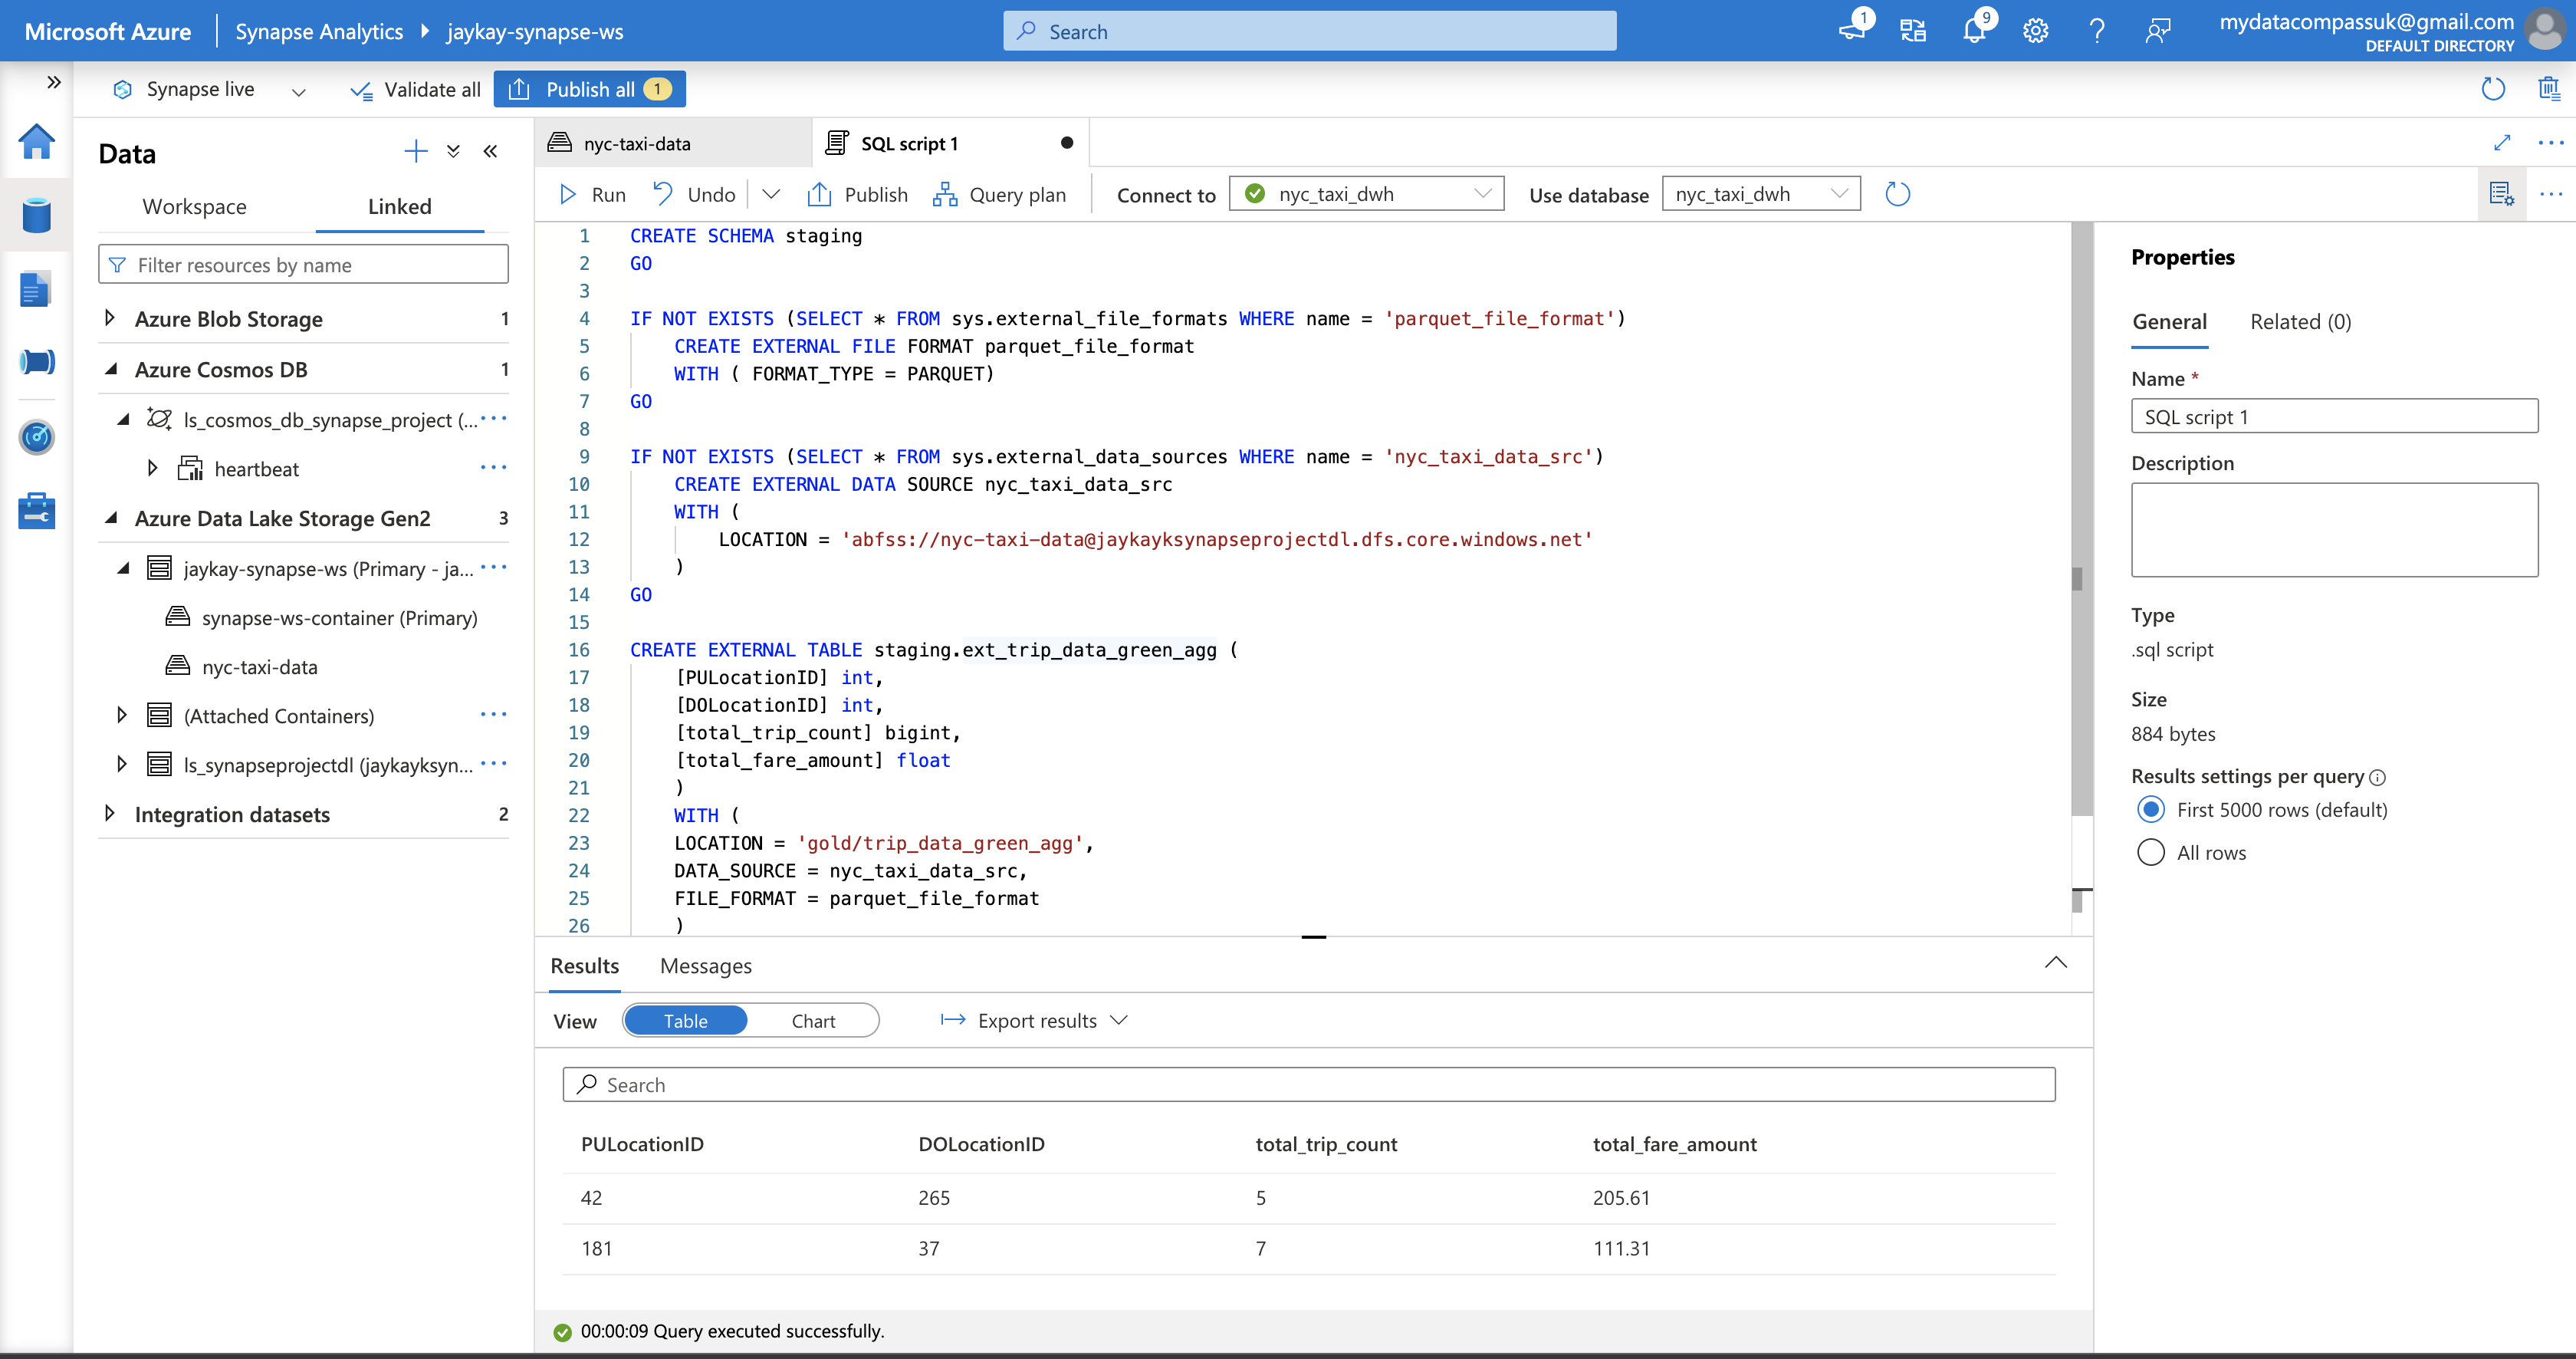 Microsoft Azure
Synapse Analytics
jaykay-synapse-ws
Search
1
9
mydatacompassuk@gmail.com
DEFAULT DIRECTORY
Synapse live
Validate all
Publish all 1
Data
Workspace
Linked
Filter resources by name
Azure Blob Storage 1
Azure Cosmos DB 1
ls_cosmos_db_synapse_project (...
heartbeat
Azure Data Lake Storage Gen2 3
jaykay-synapse-ws (Primary - ja...
synapse-ws-container (Primary)
nyc-taxi-data
(Attached Containers)
ls_synapseprojectdl (jaykayksyn...
Integration datasets 2
nyc-taxi-data
SQL script 1
Run
Undo
Publish
Query plan
Connect to
nyc_taxi_dwh
Use database
nyc_taxi_dwh
1 CREATE SCHEMA staging
2 GO
3
4 IF NOT EXISTS (SELECT * FROM sys.external_file_formats WHERE name = 'parquet_file_format')
5 CREATE EXTERNAL FILE FORMAT parquet_file_format
6 WITH ( FORMAT_TYPE = PARQUET)
7 GO
8
9 IF NOT EXISTS (SELECT * FROM sys.external_data_sources WHERE name = 'nyc_taxi_data_src')
10 CREATE EXTERNAL DATA SOURCE nyc_taxi_data_src
11 WITH (
12 LOCATION = 'abfss://nyc-taxi-data@jaykayksynapseprojectdl.dfs.core.windows.net'
13 )
14 GO
15
16 CREATE EXTERNAL TABLE staging.ext_trip_data_green_agg (
17 [PULocationID] int,
18 [DOLocationID] int,
19 [total_trip_count] bigint,
20 [total_fare_amount] float
21 )
22 WITH (
23 LOCATION = 'gold/trip_data_green_agg',
24 DATA_SOURCE = nyc_taxi_data_src,
25 FILE_FORMAT = parquet_file_format
26 )
Results
Messages
View
Table
Chart
Export results
Search
PULocationID DOLocationID total_trip_count total_fare_amount
42 265 5 205.61
181 37 7 111.31
00:00:09 Query executed successfully.
Properties
General
Related (0)
Name *
SQL script 1
Description
Type
.sql script
Size
884 bytes
Results settings per query
First 5000 rows (default)
All rows